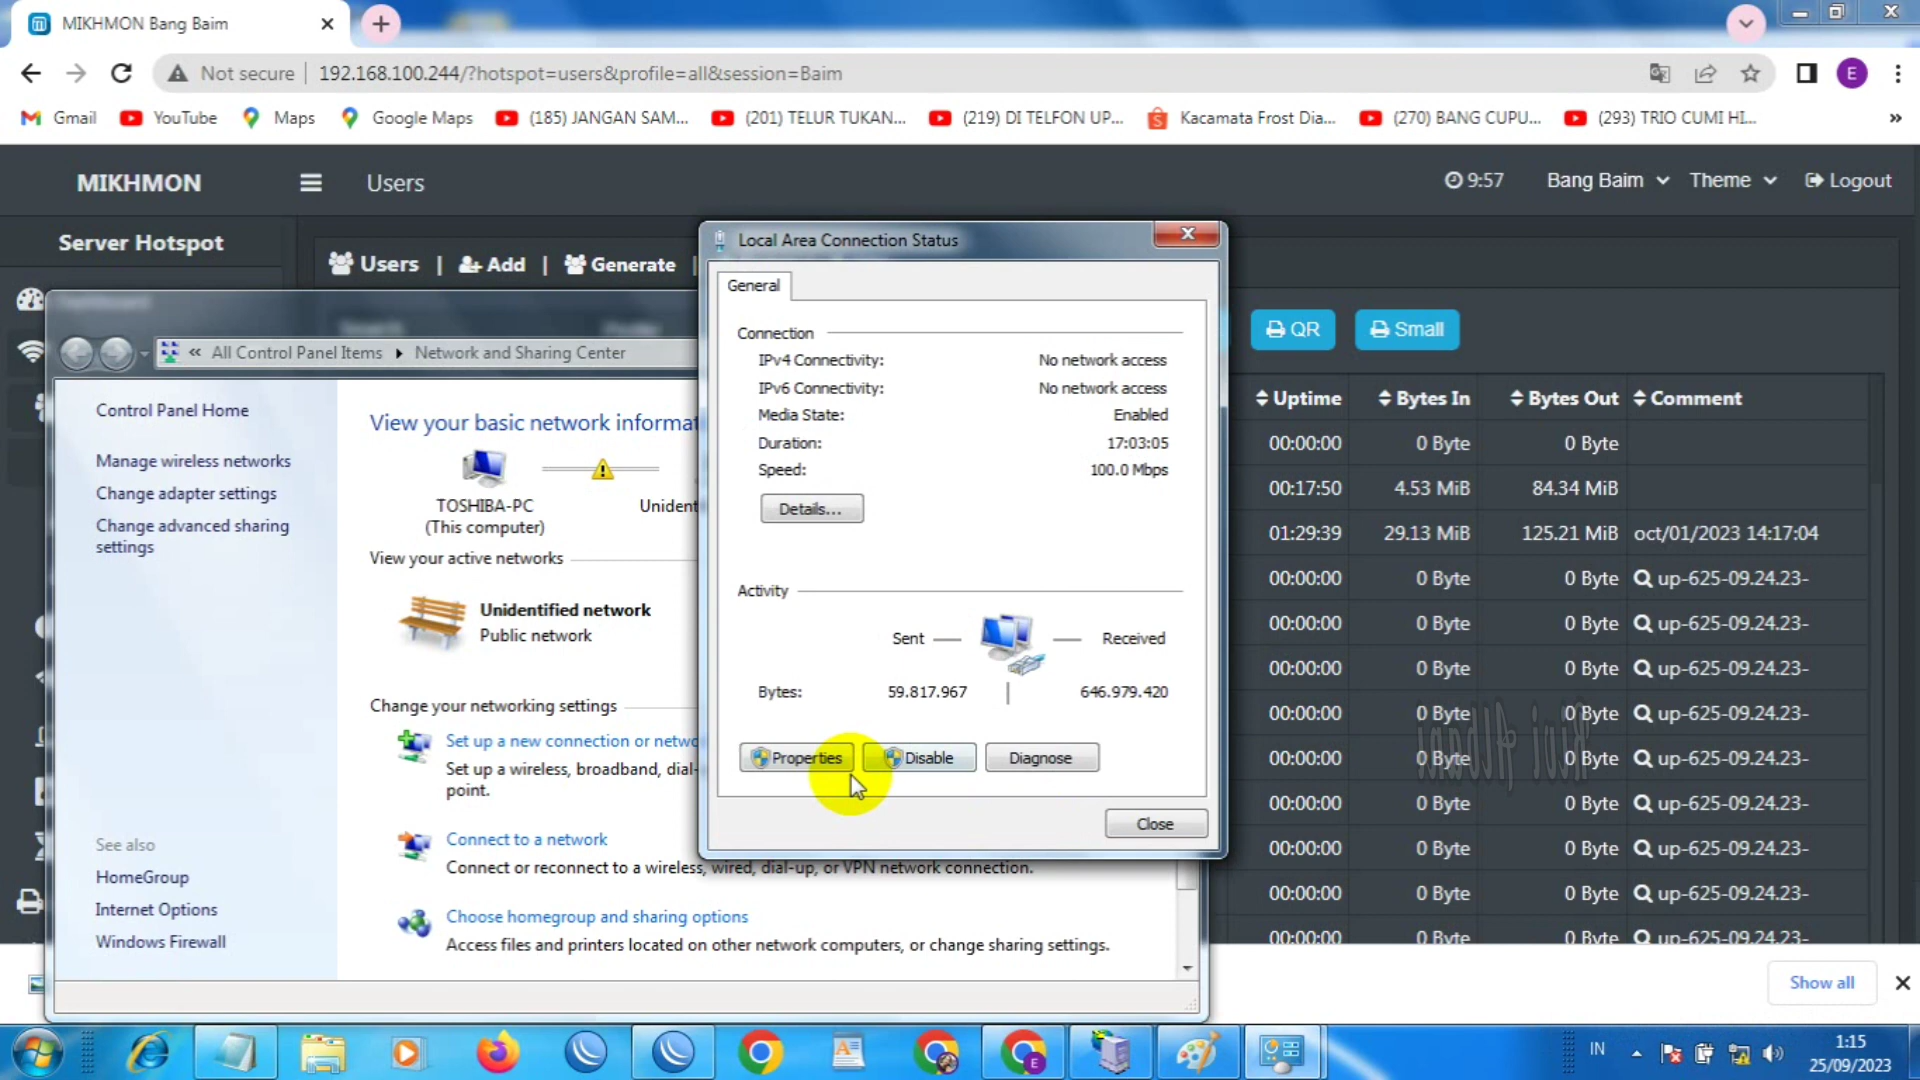 MIKHMON Bang Baim
Not secure
192.168.100.244/?hotspot=users&profile=all&session=Baim
E
Gmail
YouTube
Maps
Google Maps
(185) JANGAN SAM...
(201) TELUR TUKAN...
(219) DI TELFON UP...
Kacamata Frost Dia...
(270) BANG CUPU...
(293) TRIO CUMI HI...
»
MIKHMON
Users
9:57
Bang Baim
Theme
Logout
Server Hotspot
Users | Add | Generate |
QR
Small
Uptime Bytes In Bytes Out Comment
00:00:00 0 Byte 0 Byte
00:17:50 4.53 MiB 84.34 MiB
01:29:39 29.13 MiB 125.21 MiB oct/01/2023 14:17:04
00:00:00 0 Byte 0 Byte up-625-09.24.23-
00:00:00 0 Byte 0 Byte up-625-09.24.23-
00:00:00 0 Byte 0 Byte up-625-09.24.23-
00:00:00 0 Byte 0 Byte up-625-09.24.23-
00:00:00 0 Byte 0 Byte up-625-09.24.23-
00:00:00 0 Byte 0 Byte up-625-09.24.23-
00:00:00 0 Byte 0 Byte up-625-09.24.23-
00:00:00 0 Byte 0 Byte up-625-09.24.23-
00:00:00 0 Byte 0 Byte up-625-09.24.23-
Local Area Connection Status
General
Connection
IPv4 Connectivity: No network access
IPv6 Connectivity: No network access
Media State: Enabled
Duration: 17:03:05
Speed: 100.0 Mbps
Details...
Activity
Sent — Received
Bytes: 59.817.967 | 646.979.420
Properties
Disable
Diagnose
Close
« All Control Panel Items ▸ Network and Sharing Center
Control Panel Home
Manage wireless networks
Change adapter settings
Change advanced sharing
settings
See also
HomeGroup
Internet Options
Windows Firewall
View your basic network informat
TOSHIBA-PC
(This computer)
Unident
View your active networks
Unidentified network
Public network
Change your networking settings
Set up a new connection or netwo
Set up a wireless, broadband, dial-
point.
Connect to a network
Connect or reconnect to a wireless, wired, dial-up, or VPN network connection.
Choose homegroup and sharing options
Access files and printers located on other network computers, or change sharing settings.
Show all
IN
1:15
25/09/2023